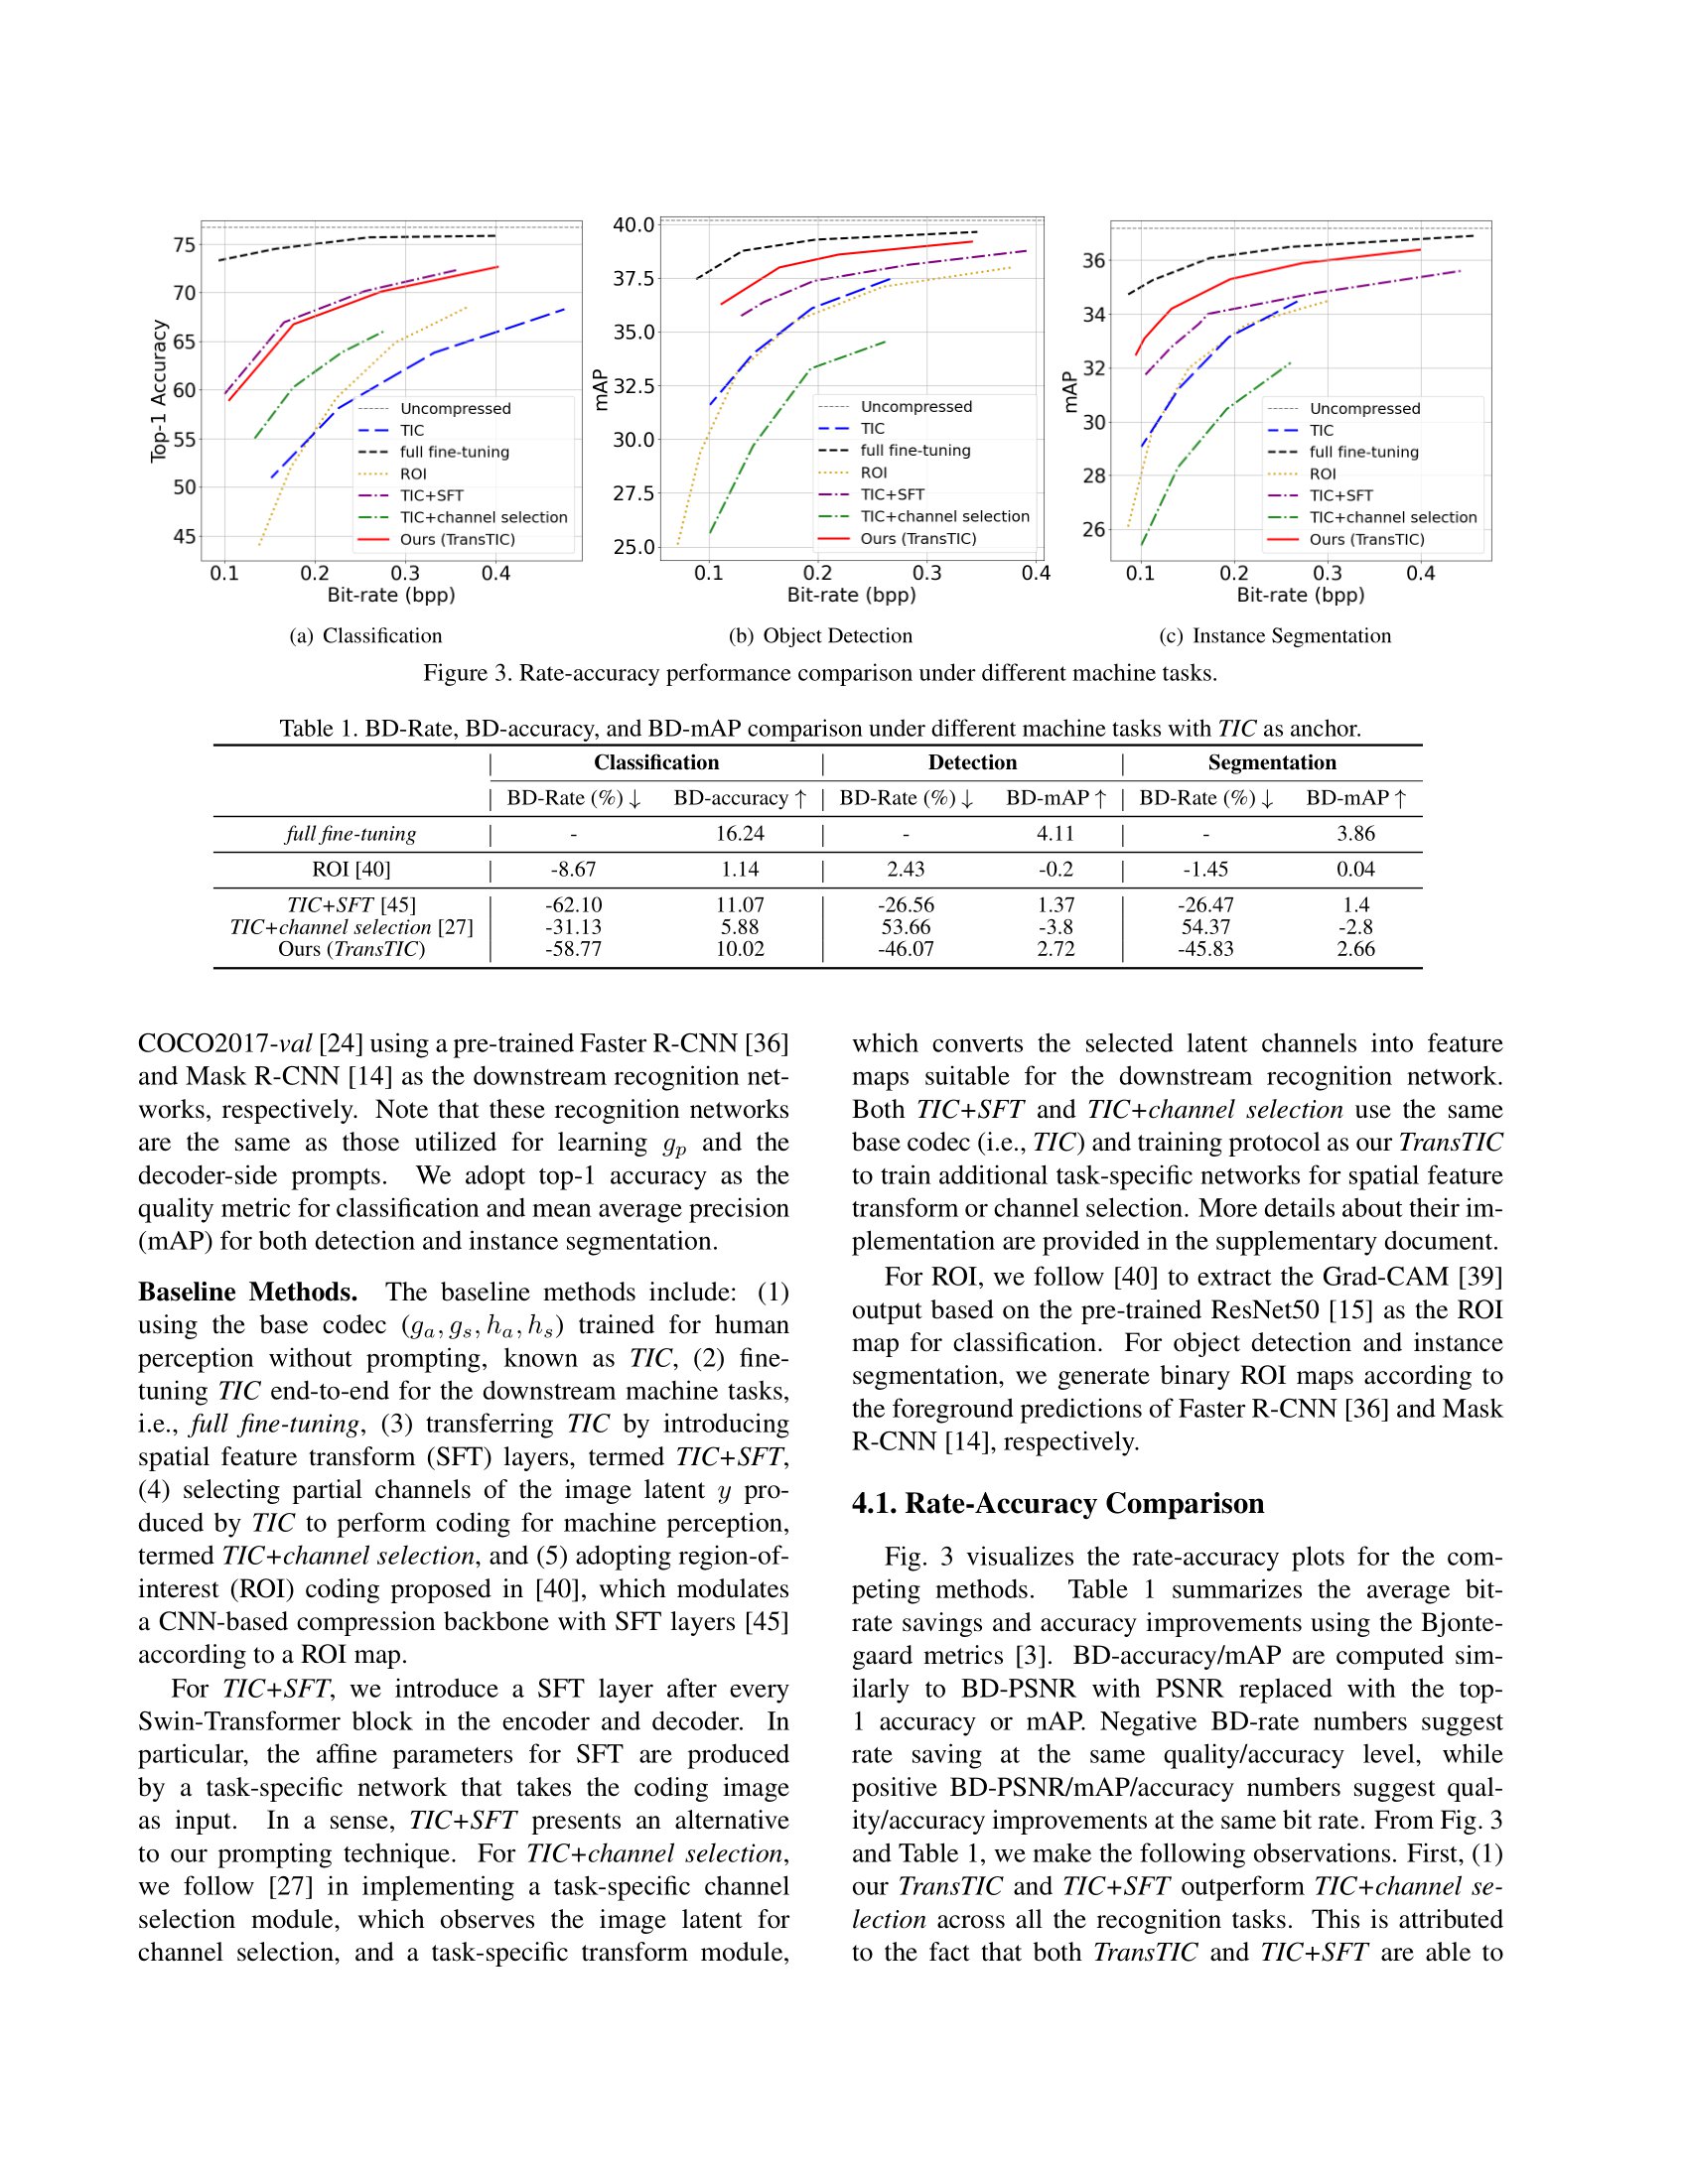 75
70
65
60
55
50
45
Top-1 Accuracy
Uncompressed
TIC
full fine-tuning
ROI
TIC+SFT
TIC+channel selection
Ours (TransTIC)
0.1 0.2 0.3 0.4
Bit-rate (bpp)
(a) Classification
40.0
37.5
35.0
32.5
30.0
27.5
25.0
mAP
Uncompressed
TIC
full fine-tuning
ROI
TIC+SFT
TIC+channel selection
Ours (TransTIC)
0.1 0.2 0.3 0.4
Bit-rate (bpp)
(b) Object Detection
36
34
32
30
28
26
mAP
Uncompressed
TIC
full fine-tuning
ROI
TIC+SFT
TIC+channel selection
Ours (TransTIC)
0.1 0.2 0.3 0.4
Bit-rate (bpp)
(c) Instance Segmentation
Figure 3. Rate-accuracy performance comparison under different machine tasks.
Table 1. BD-Rate, BD-accuracy, and BD-mAP comparison under different machine tasks with TIC as anchor.
Classification Detection Segmentation
BD-Rate (%) ↓ BD-accuracy ↑ BD-Rate (%) ↓ BD-mAP ↑ BD-Rate (%) ↓ BD-mAP ↑
full fine-tuning - 16.24 - 4.11 - 3.86
ROI [40] -8.67 1.14 2.43 -0.2 -1.45 0.04
TIC+SFT [45] -62.10 11.07 -26.56 1.37 -26.47 1.4
TIC+channel selection [27] -31.13 5.88 53.66 -3.8 54.37 -2.8
Ours (TransTIC) -58.77 10.02 -46.07 2.72 -45.83 2.66
COCO2017-val [24] using a pre-trained Faster R-CNN [36]
and Mask R-CNN [14] as the downstream recognition net-
works, respectively. Note that these recognition networks
are the same as those utilized for learning gₚ and the
decoder-side prompts. We adopt top-1 accuracy as the
quality metric for classification and mean average precision
(mAP) for both detection and instance segmentation.
Baseline Methods. The baseline methods include: (1)
using the base codec (gₐ, gₛ, hₐ, hₛ) trained for human
perception without prompting, known as TIC, (2) fine-
tuning TIC end-to-end for the downstream machine tasks,
i.e., full fine-tuning, (3) transferring TIC by introducing
spatial feature transform (SFT) layers, termed TIC+SFT,
(4) selecting partial channels of the image latent y pro-
duced by TIC to perform coding for machine perception,
termed TIC+channel selection, and (5) adopting region-of-
interest (ROI) coding proposed in [40], which modulates
a CNN-based compression backbone with SFT layers [45]
according to a ROI map.
For TIC+SFT, we introduce a SFT layer after every
Swin-Transformer block in the encoder and decoder. In
particular, the affine parameters for SFT are produced
by a task-specific network that takes the coding image
as input. In a sense, TIC+SFT presents an alternative
to our prompting technique. For TIC+channel selection,
we follow [27] in implementing a task-specific channel
selection module, which observes the image latent for
channel selection, and a task-specific transform module,
which converts the selected latent channels into feature
maps suitable for the downstream recognition network.
Both TIC+SFT and TIC+channel selection use the same
base codec (i.e., TIC) and training protocol as our TransTIC
to train additional task-specific networks for spatial feature
transform or channel selection. More details about their im-
plementation are provided in the supplementary document.
For ROI, we follow [40] to extract the Grad-CAM [39]
output based on the pre-trained ResNet50 [15] as the ROI
map for classification. For object detection and instance
segmentation, we generate binary ROI maps according to
the foreground predictions of Faster R-CNN [36] and Mask
R-CNN [14], respectively.
4.1. Rate-Accuracy Comparison
Fig. 3 visualizes the rate-accuracy plots for the com-
peting methods. Table 1 summarizes the average bit-
rate savings and accuracy improvements using the Bjonte-
gaard metrics [3]. BD-accuracy/mAP are computed sim-
ilarly to BD-PSNR with PSNR replaced with the top-
1 accuracy or mAP. Negative BD-rate numbers suggest
rate saving at the same quality/accuracy level, while
positive BD-PSNR/mAP/accuracy numbers suggest qual-
ity/accuracy improvements at the same bit rate. From Fig. 3
and Table 1, we make the following observations. First, (1)
our TransTIC and TIC+SFT outperform TIC+channel se-
lection across all the recognition tasks. This is attributed
to the fact that both TransTIC and TIC+SFT are able to